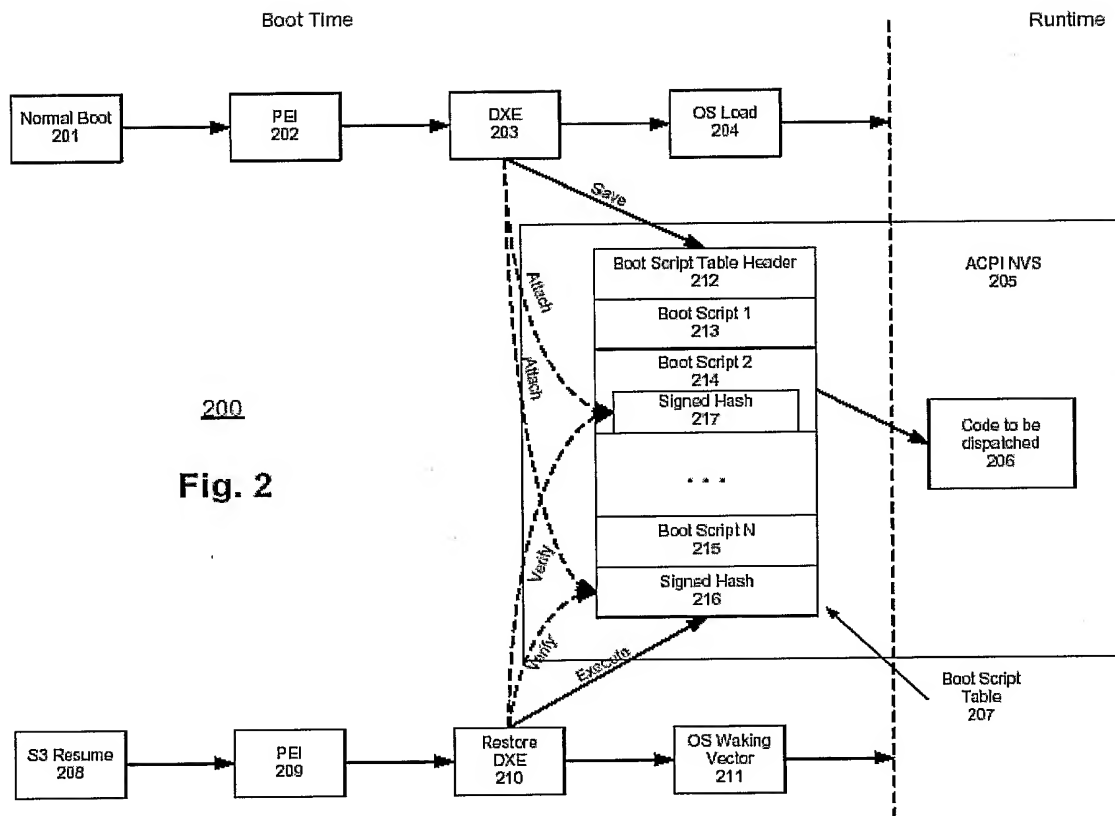 Boot Time
Runtime
Normal Boot
201
PEI
202
DXE
203
OS Load
204
Save
Attach
Attach
Boot Script Table Header
212
Boot Script 1
213
Boot Script 2
214
Signed Hash
217
. . .
Boot Script N
215
Signed Hash
216
ACPI NVS
205
Code to be
dispatched
206
200
Fig. 2
Verify
Verify
Execute
Boot Script
Table
207
S3 Resume
208
PEI
209
Restore
DXE
210
OS Waking
Vector
211